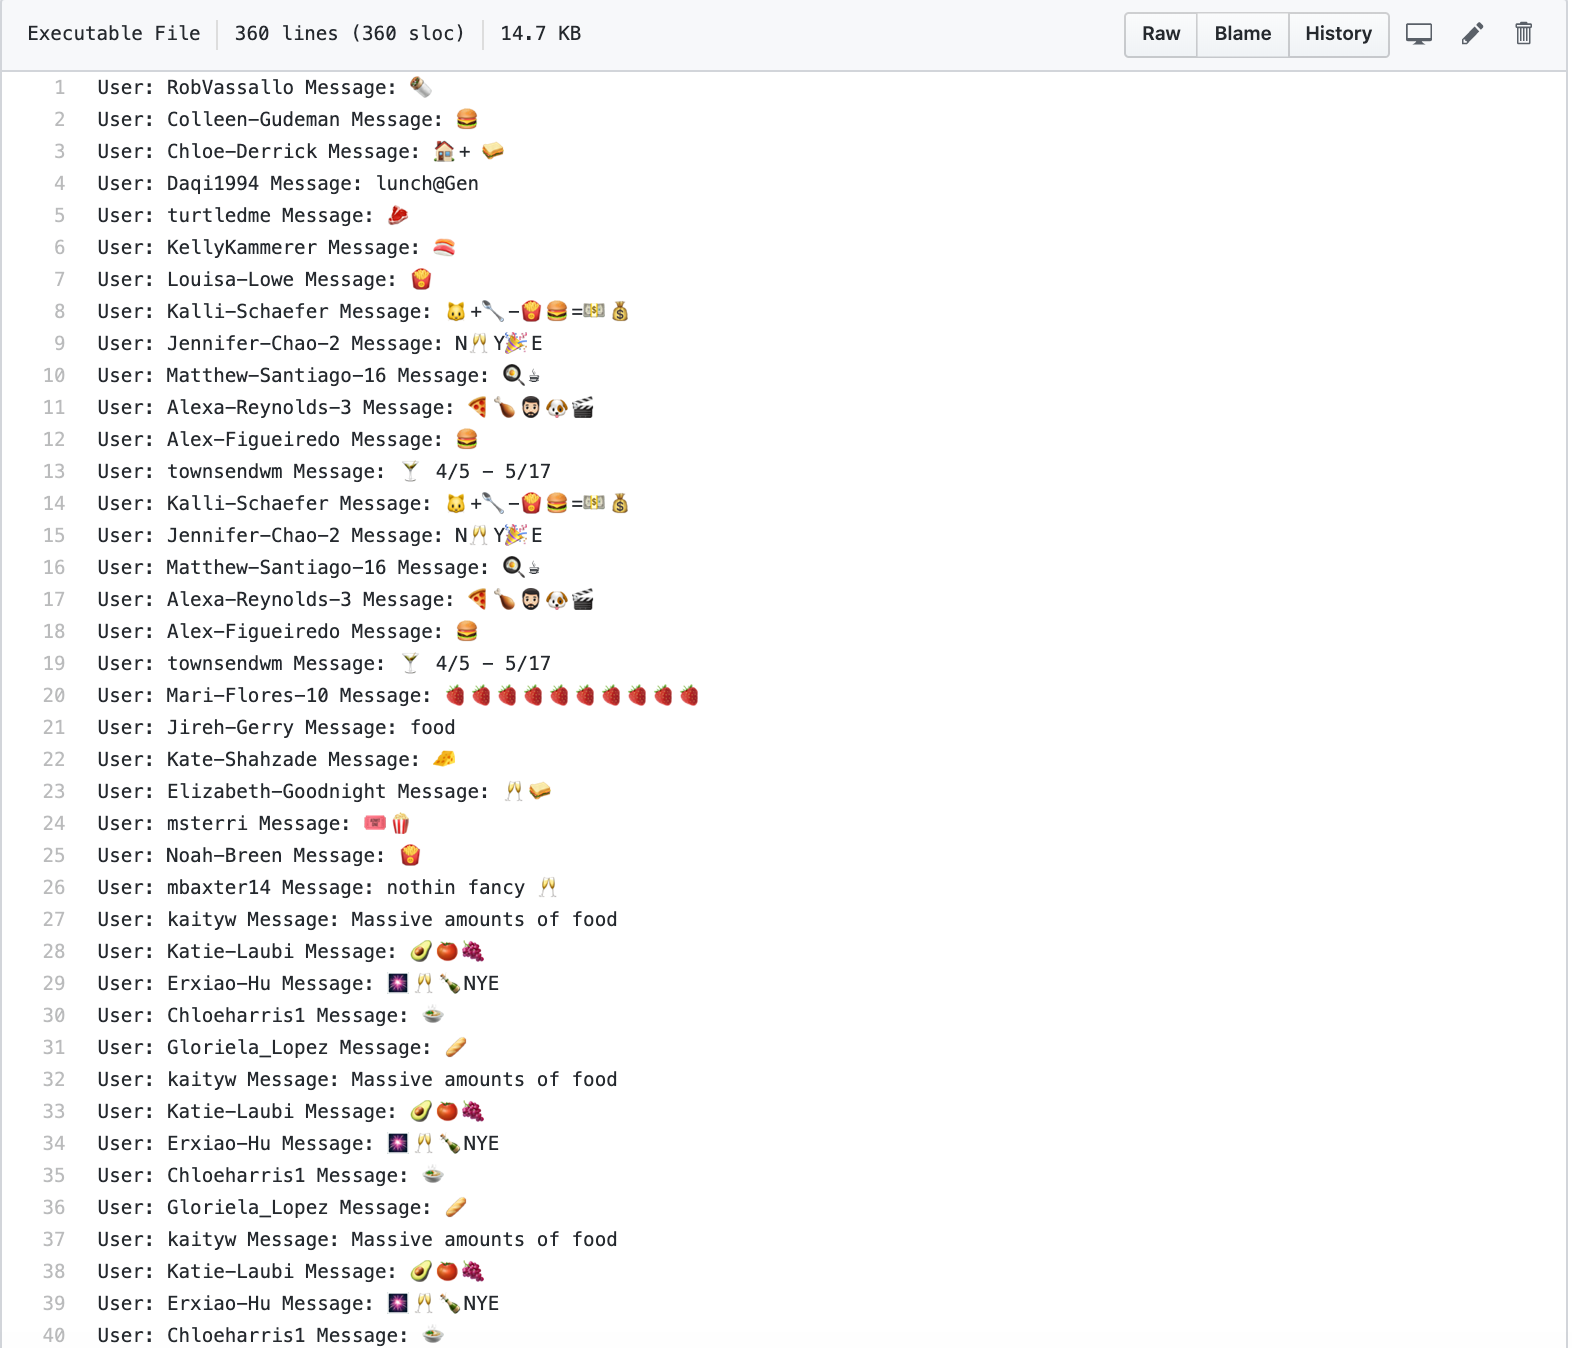 Executable File 360 lines (360 sloc) 14.7 KB Raw Blame History
1 User: RobVassallo Message: 🌯
2 User: Colleen-Gudeman Message: 🍔
3 User: Chloe-Derrick Message: 🏠+ 🥪
4 User: Daqi1994 Message: lunch@Gen
5 User: turtledme Message: 🥩
6 User: KellyKammerer Message: 🍣
7 User: Louisa-Lowe Message: 🍟
8 User: Kalli-Schaefer Message: 🐱+🥄-🍟🍔=💵💰
9 User: Jennifer-Chao-2 Message: N🥂Y🎉E
10 User: Matthew-Santiago-16 Message: 🍳☕
11 User: Alexa-Reynolds-3 Message: 🍕🍗🧔🏻🐶🎬
12 User: Alex-Figueiredo Message: 🍔
13 User: townsendwm Message: 🍸 4/5 - 5/17
14 User: Kalli-Schaefer Message: 🐱+🥄-🍟🍔=💵💰
15 User: Jennifer-Chao-2 Message: N🥂Y🎉E
16 User: Matthew-Santiago-16 Message: 🍳☕
17 User: Alexa-Reynolds-3 Message: 🍕🍗🧔🏻🐶🎬
18 User: Alex-Figueiredo Message: 🍔
19 User: townsendwm Message: 🍸 4/5 - 5/17
20 User: Mari-Flores-10 Message: 🍓🍓🍓🍓🍓🍓🍓🍓🍓🍓
21 User: Jireh-Gerry Message: food
22 User: Kate-Shahzade Message: 🧀
23 User: Elizabeth-Goodnight Message: 🥂🥪
24 User: msterri Message: 🎟🍿
25 User: Noah-Breen Message: 🍟
26 User: mbaxter14 Message: nothin fancy 🥂
27 User: kaityw Message: Massive amounts of food
28 User: Katie-Laubi Message: 🥑🍅🍇
29 User: Erxiao-Hu Message: 🎆🥂🍾NYE
30 User: Chloeharris1 Message: 🍲
31 User: Gloriela_Lopez Message: 🥖
32 User: kaityw Message: Massive amounts of food
33 User: Katie-Laubi Message: 🥑🍅🍇
34 User: Erxiao-Hu Message: 🎆🥂🍾NYE
35 User: Chloeharris1 Message: 🍲
36 User: Gloriela_Lopez Message: 🥖
37 User: kaityw Message: Massive amounts of food
38 User: Katie-Laubi Message: 🥑🍅🍇
39 User: Erxiao-Hu Message: 🎆🥂🍾NYE
40 User: Chloeharris1 Message: 🍲